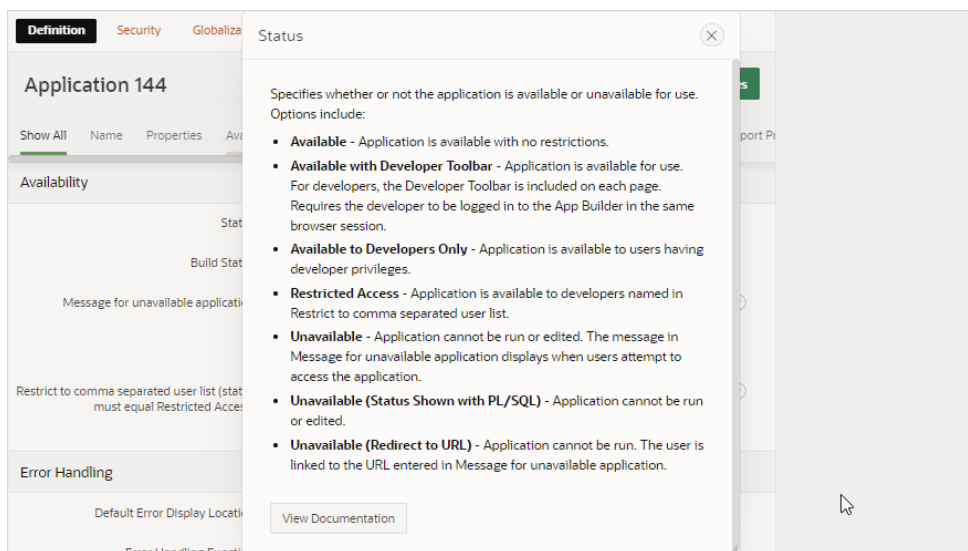 Definition Security Globaliza
Status
Application 144
s
Show All Name Properties Ava
port Pr
Availability
Stat
Build Stat
Message for unavailable applicati
Restrict to comma separated user list (stat
must equal Restricted Acces
Error Handling
Default Error Display Locati
Error Handling Functi
Specifies whether or not the application is available or unavailable for use.
Options include:
• Available - Application is available with no restrictions.
• Available with Developer Toolbar - Application is available for use.
For developers, the Developer Toolbar is included on each page.
Requires the developer to be logged in to the App Builder in the same
browser session.
• Available to Developers Only - Application is available to users having
developer privileges.
• Restricted Access - Application is available to developers named in
Restrict to comma separated user list.
• Unavailable - Application cannot be run or edited. The message in
Message for unavailable application displays when users attempt to
access the application.
• Unavailable (Status Shown with PL/SQL) - Application cannot be run
or edited.
• Unavailable (Redirect to URL) - Application cannot be run. The user is
linked to the URL entered in Message for unavailable application.
View Documentation